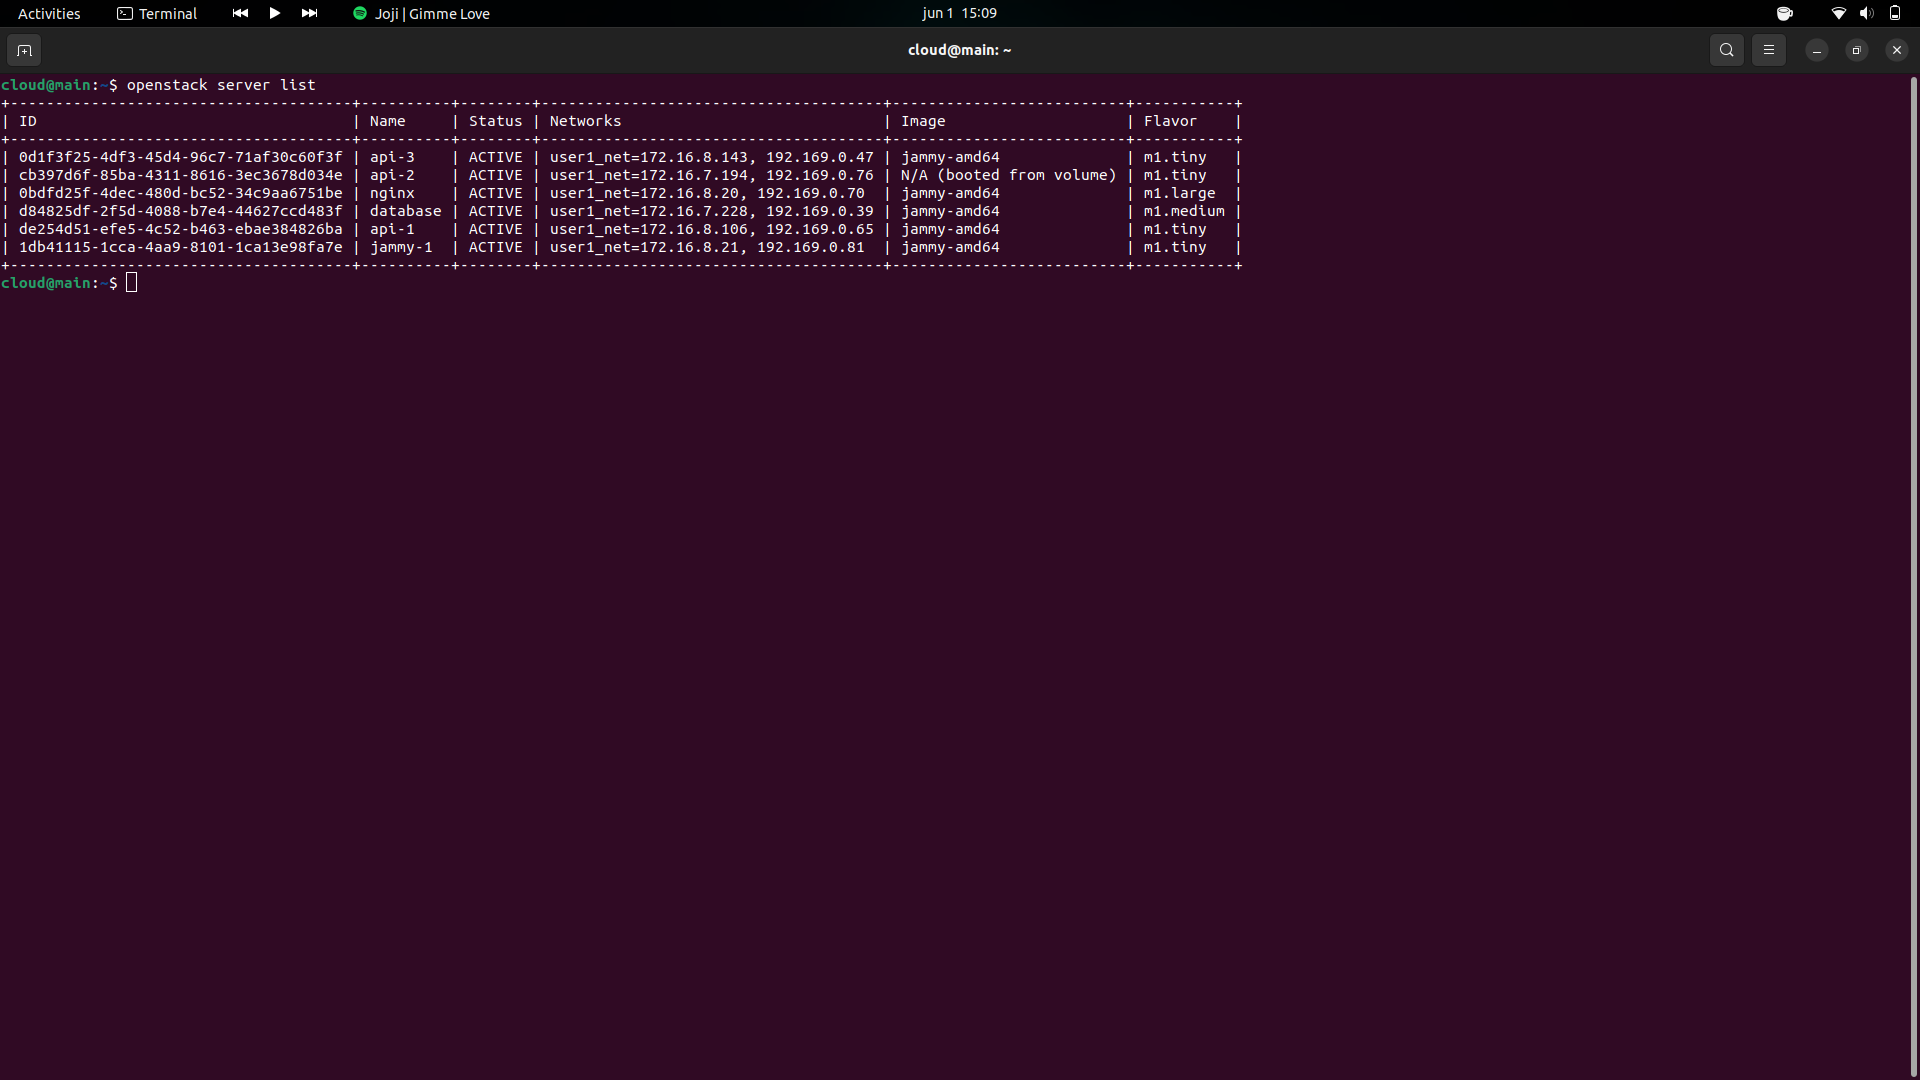 Activities Terminal Joji | Gimme Love jun 1 15:09
cloud@main: ~
cloud@main:~$ openstack server list
+--------------------------------------+----------+--------+--------------------------------------+--------------------------+-----------+
| ID                                   | Name     | Status | Networks                             | Image                    | Flavor    |
+--------------------------------------+----------+--------+--------------------------------------+--------------------------+-----------+
| 0d1f3f25-4df3-45d4-96c7-71af30c60f3f | api-3    | ACTIVE | user1_net=172.16.8.143, 192.169.0.47 | jammy-amd64              | m1.tiny   |
| cb397d6f-85ba-4311-8616-3ec3678d034e | api-2    | ACTIVE | user1_net=172.16.7.194, 192.169.0.76 | N/A (booted from volume) | m1.tiny   |
| 0bdfd25f-4dec-480d-bc52-34c9aa6751be | nginx    | ACTIVE | user1_net=172.16.8.20, 192.169.0.70  | jammy-amd64              | m1.large  |
| d84825df-2f5d-4088-b7e4-44627ccd483f | database | ACTIVE | user1_net=172.16.7.228, 192.169.0.39 | jammy-amd64              | m1.medium |
| de254d51-efe5-4c52-b463-ebae384826ba | api-1    | ACTIVE | user1_net=172.16.8.106, 192.169.0.65 | jammy-amd64              | m1.tiny   |
| 1db41115-1cca-4aa9-8101-1ca13e98fa7e | jammy-1  | ACTIVE | user1_net=172.16.8.21, 192.169.0.81  | jammy-amd64              | m1.tiny   |
+--------------------------------------+----------+--------+--------------------------------------+--------------------------+-----------+
cloud@main:~$